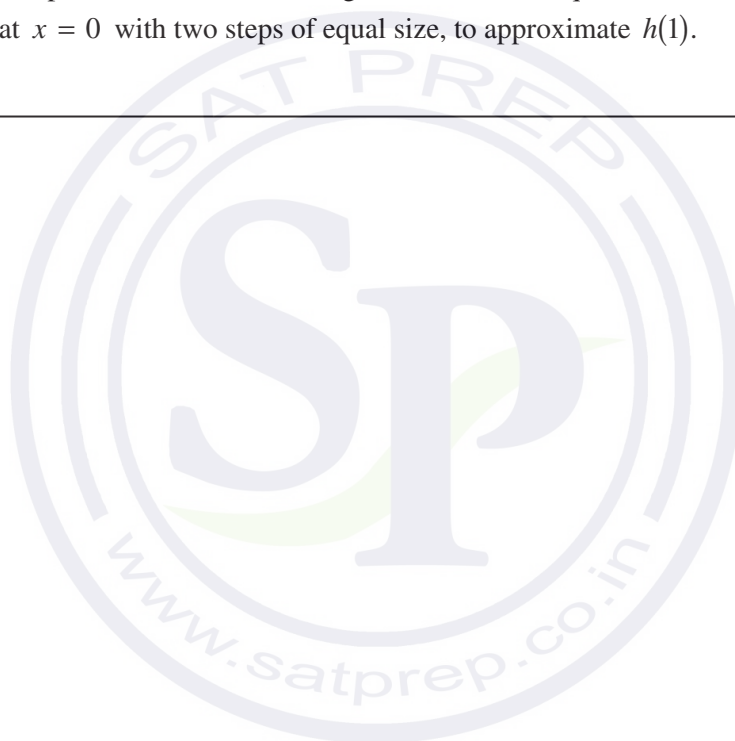 at x = 0 with two steps of equal size, to approximate h(1).
SAT PREP
SP
www.satprep.co.in